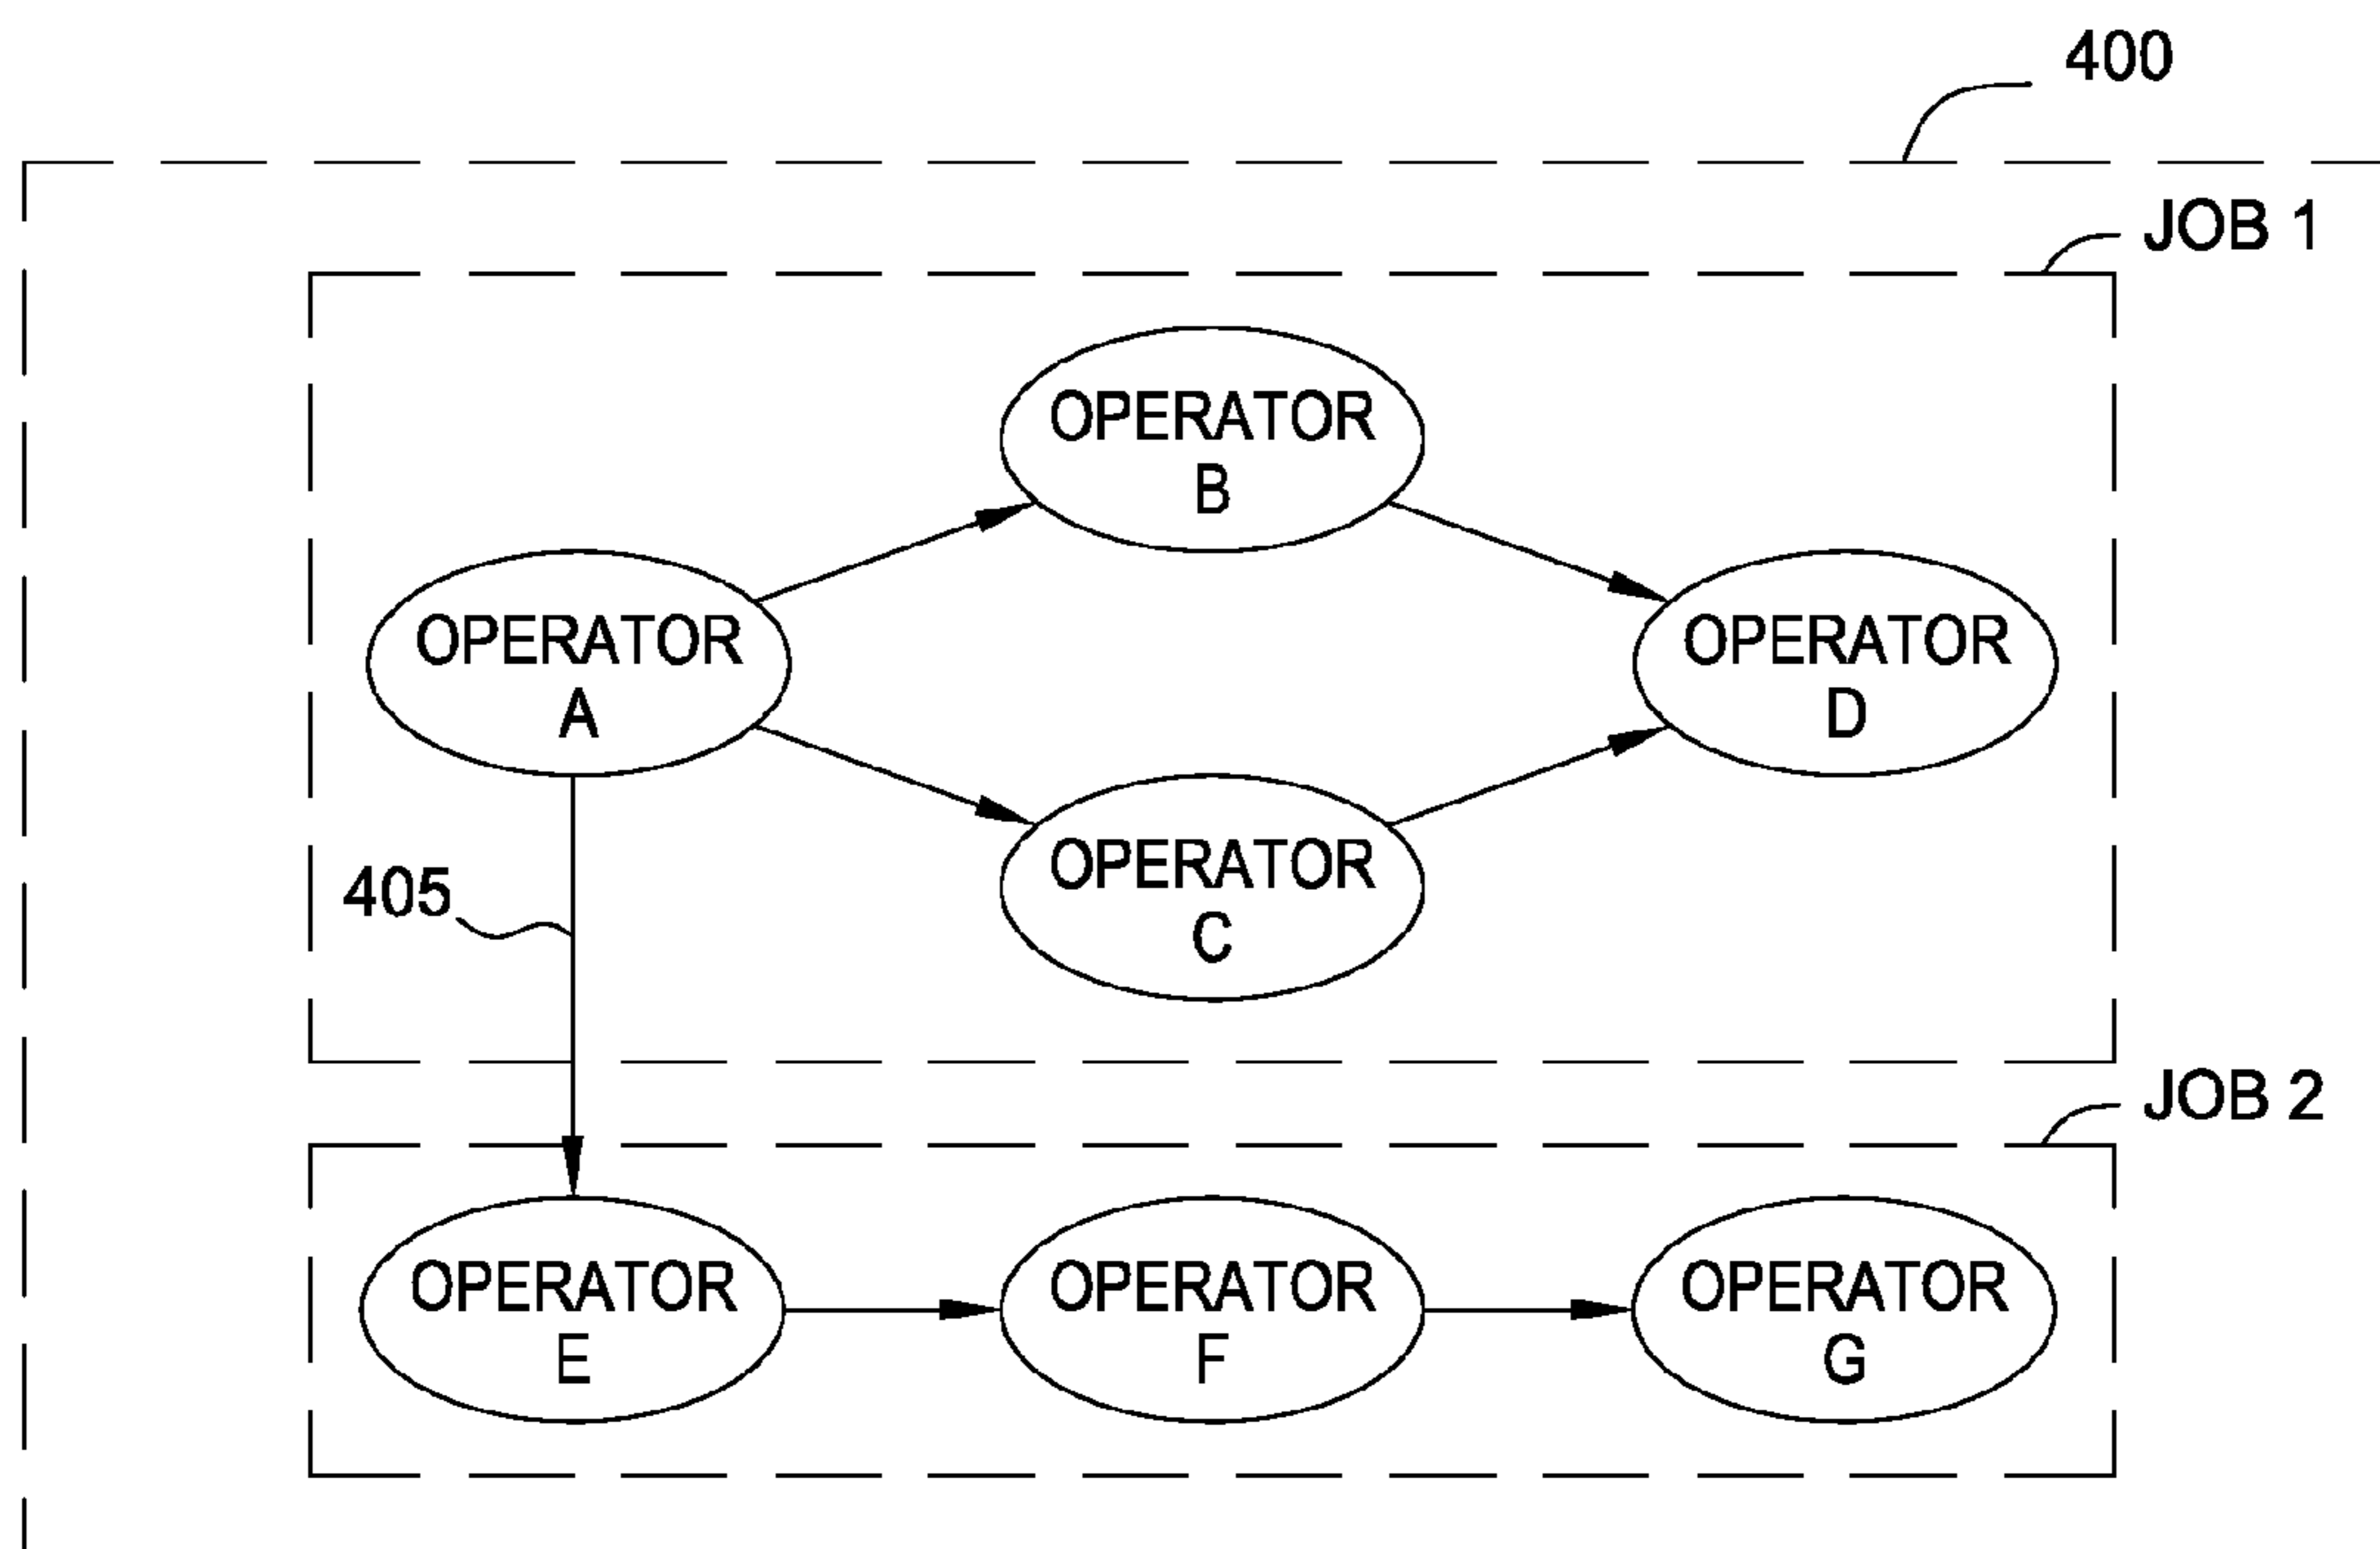 400
JOB 1
OPERATOR
B
OPERATOR
A
OPERATOR
D
OPERATOR
C
405
JOB 2
OPERATOR
E
OPERATOR
F
OPERATOR
G